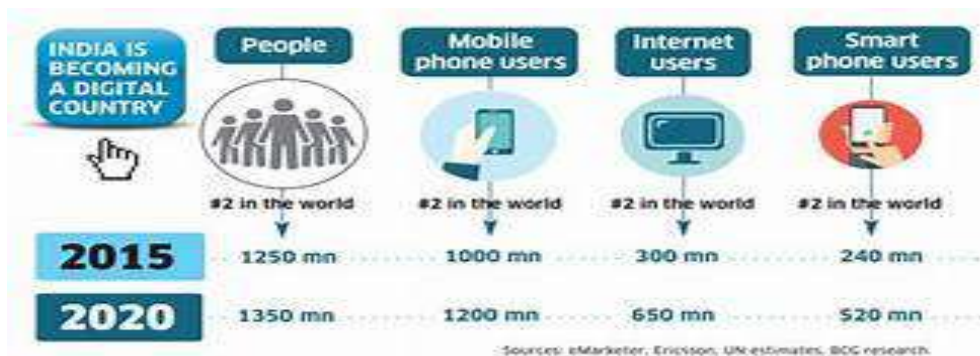 INDIA IS
BECOMING
A DIGITAL
COUNTRY
People
Mobile
phone users
Internet
users
Smart
phone users
#2 in the world
#2 in the world
#2 in the world
#2 in the world
2015
1250 mn
1000 mn
300 mn
240 mn
2020
1350 mn
1200 mn
650 mn
520 mn
Sources: eMarketer, Ericsson, UN estimates, BCG research.